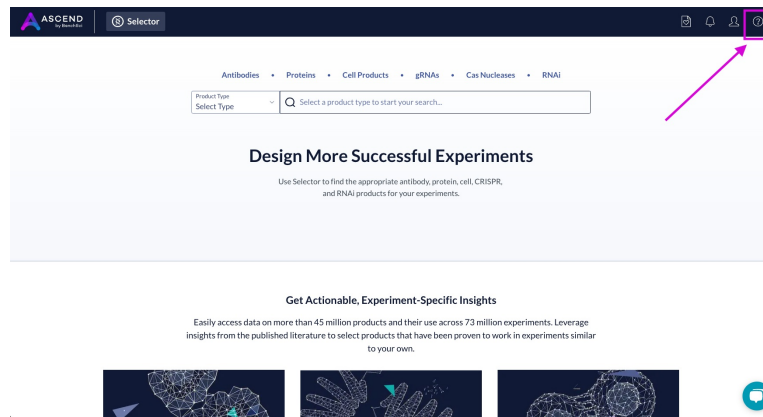 ASCEND
by BenchSci
Selector
Antibodies • Proteins • Cell Products • gRNAs • Cas Nucleases • RNAi
Product Type
Select Type
Select a product type to start your search...
Design More Successful Experiments
Use Selector to find the appropriate antibody, protein, cell, CRISPR,
and RNAi products for your experiments.
Get Actionable, Experiment-Specific Insights
Easily access data on more than 45 million products and their use across 73 million experiments. Leverage
insights from the published literature to select products that have been proven to work in experiments similar
to your own.